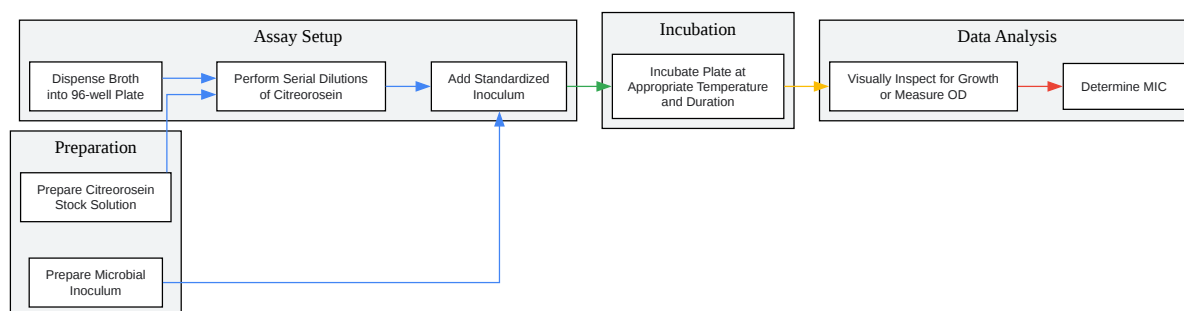 Assay Setup
Dispense Broth
into 96-well Plate
Perform Serial Dilutions
of Citreorosein
Add Standardized
Inoculum
Incubation
Incubate Plate at
Appropriate Temperature
and Duration
Data Analysis
Visually Inspect for Growth
or Measure OD
Determine MIC
Preparation
Prepare Citreorosein
Stock Solution
Prepare Microbial
Inoculum